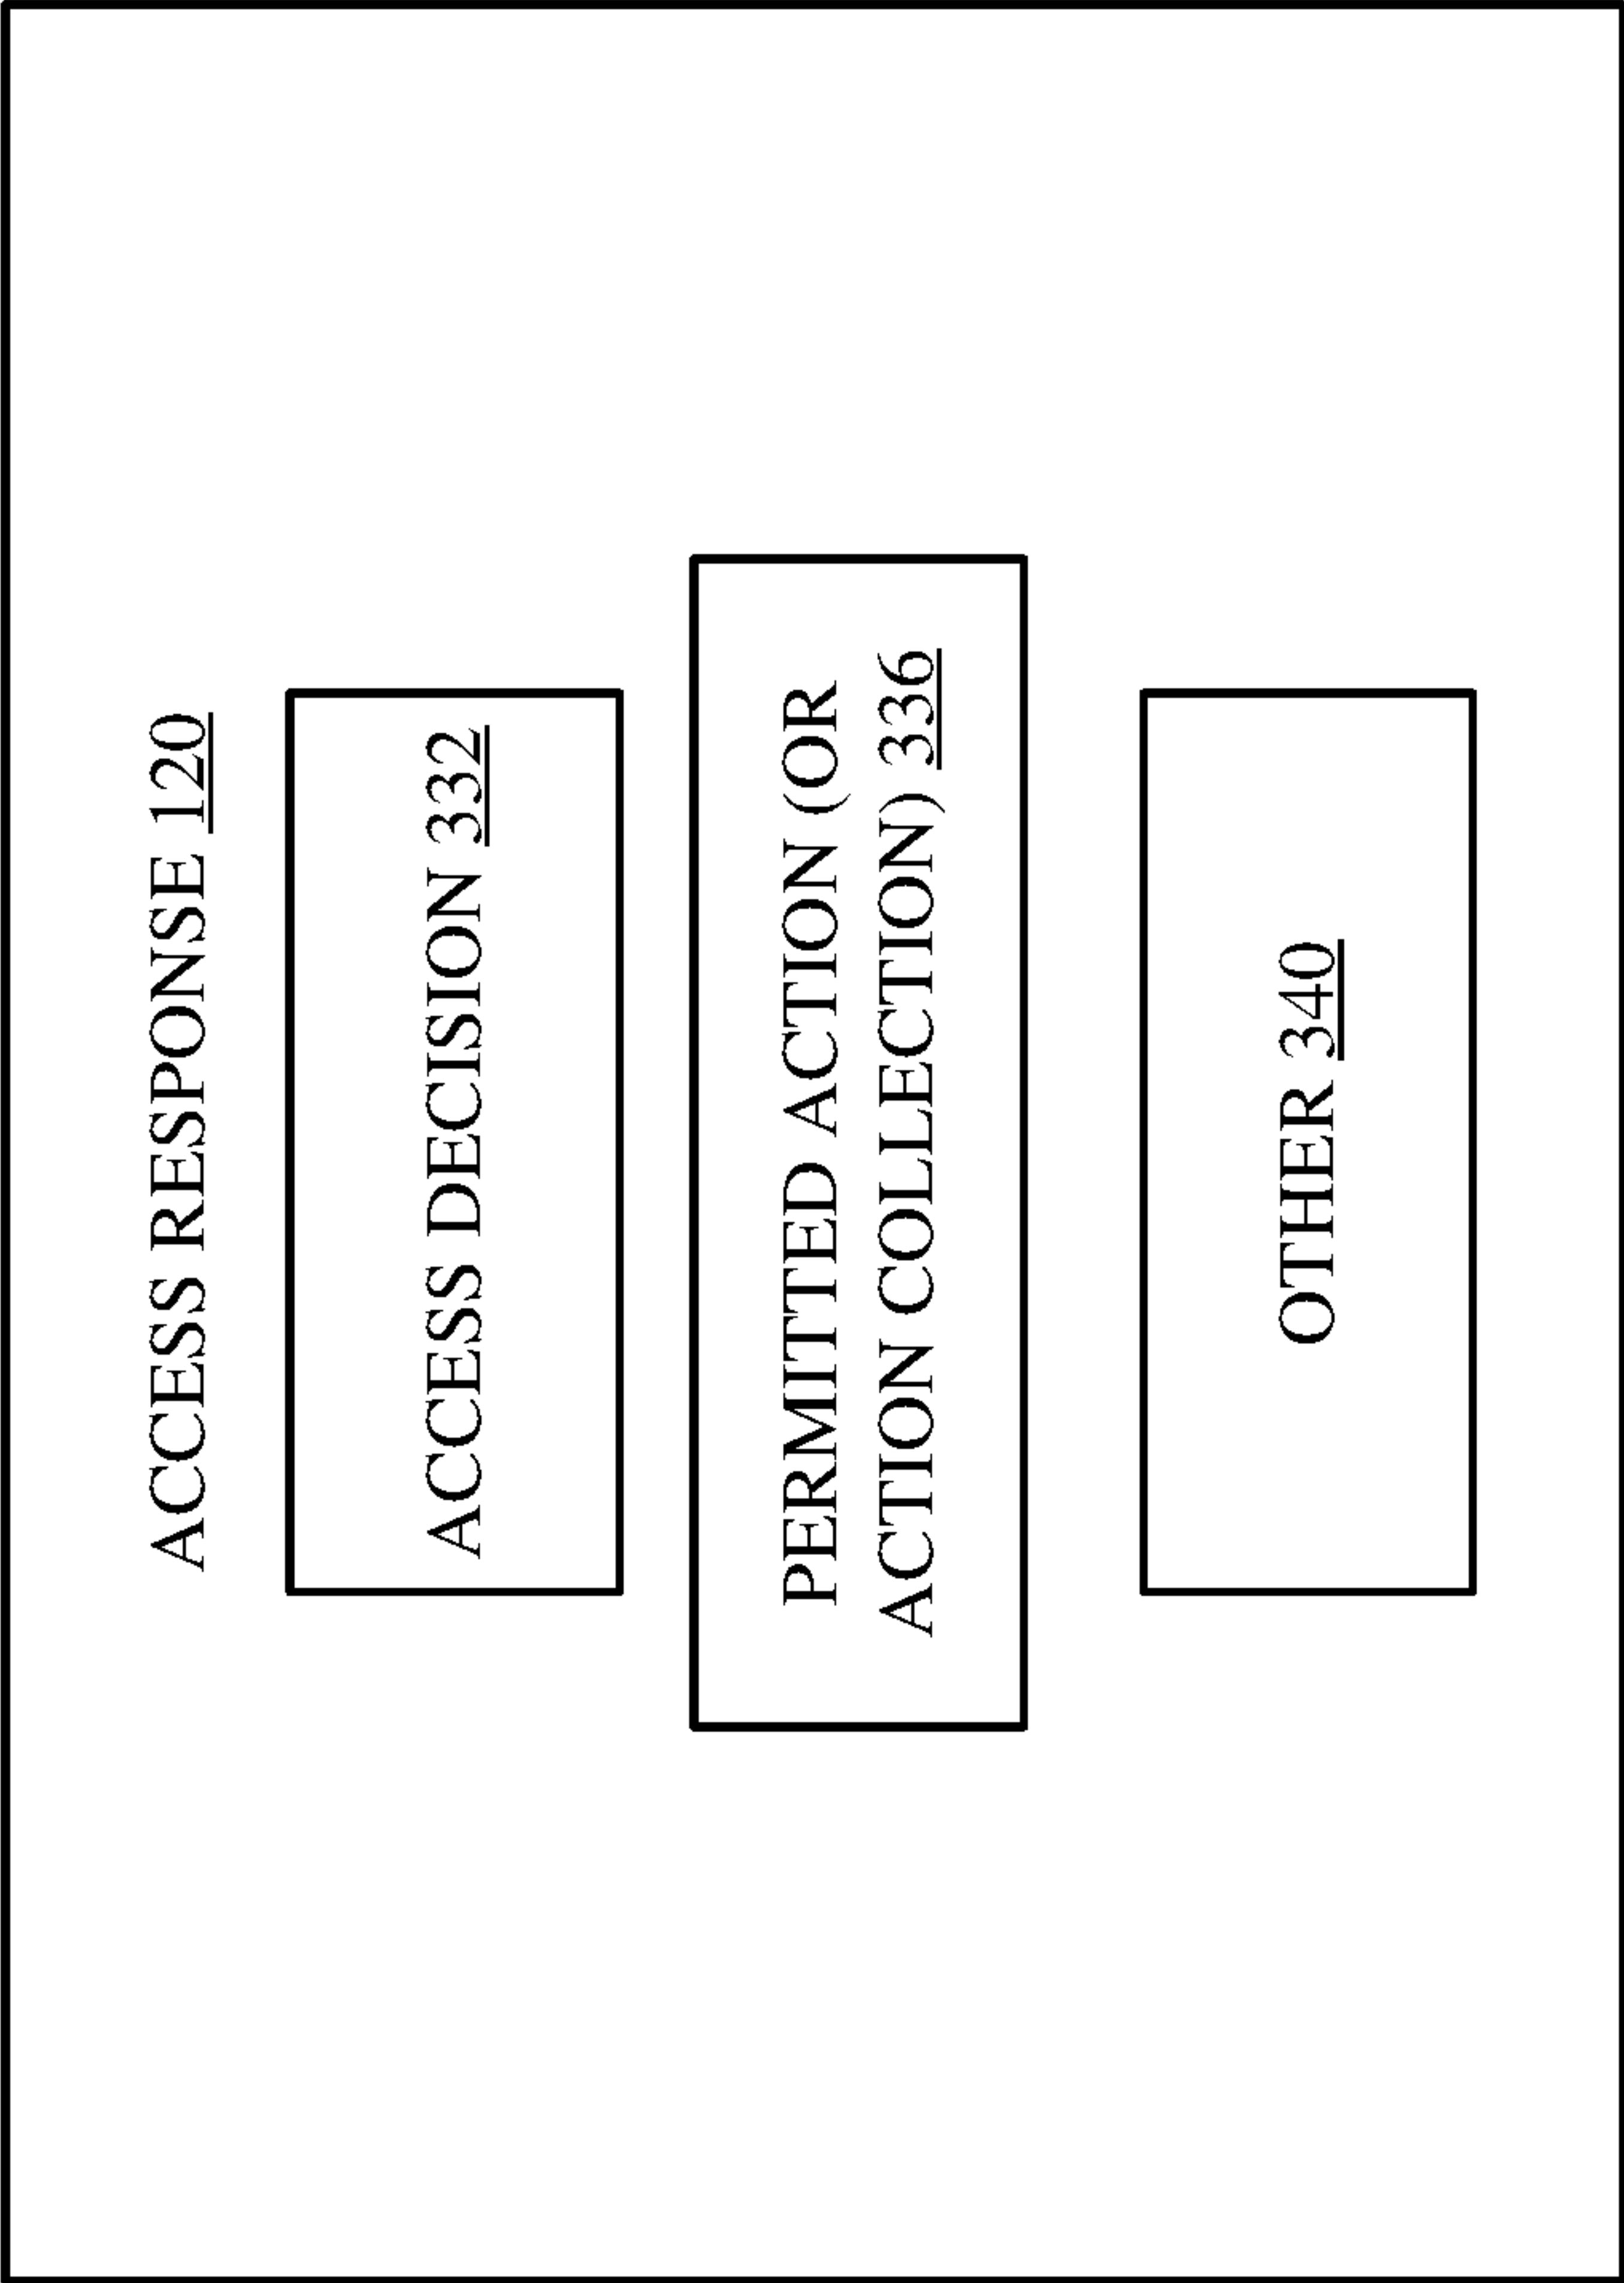 ACCESS RESPONSE 120
ACCESS DECISION 332
PERMITTED ACTION (OR
ACTION COLLECTION) 336
OTHER 340